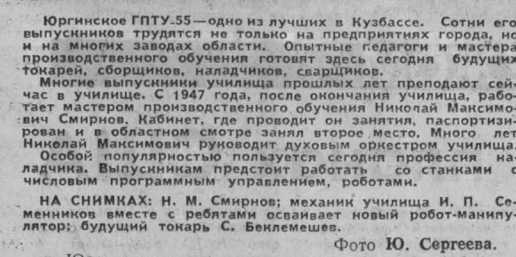 Юргинское ГПТУ-55—одно из лучших в Кузбассе. Сотни его
выпускников трудятся не только на предприятиях города, но
и на многих заводах области. Опытные педагоги и мастера
производственного обучения готовят здесь сегодня будущих
токарей, сборщиков, наладчиков, сварщиков.
Многие выпускники училища прошлых лет преподают сей-
час в училище. С 1947 года, после окончания училища, рабо-
тает мастером производственного обучения Николай Максимо-
вич Смирнов. Кабинет, где проводит он занятия, паспортизи-
рован и в областном смотре занял второе место. Много лет
Николай Максимович руководит духовым оркестром училища.
Особой популярностью пользуется сегодня профессия на-
ладчика. Выпускникам предстоит работать со станками с
числовым программным управлением, роботами.
НА СНИМКАХ: Н. М. Смирнов; механик училища И. П. Се-
менников вместе с ребятами осваивает новый робот-манипу-
лятор; будущий токарь С. Беклемешев.
Фото Ю. Сергеева.